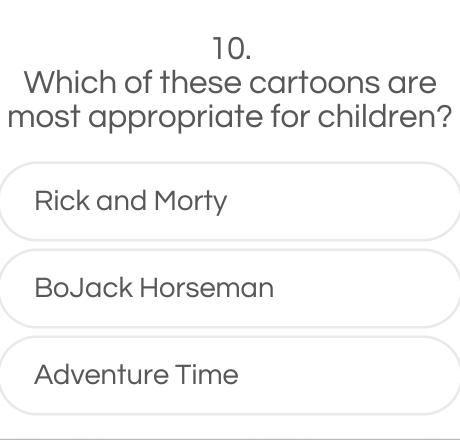 10.
Which of these cartoons are
most appropriate for children?
Rick and Morty
BoJack Horseman
Adventure Time